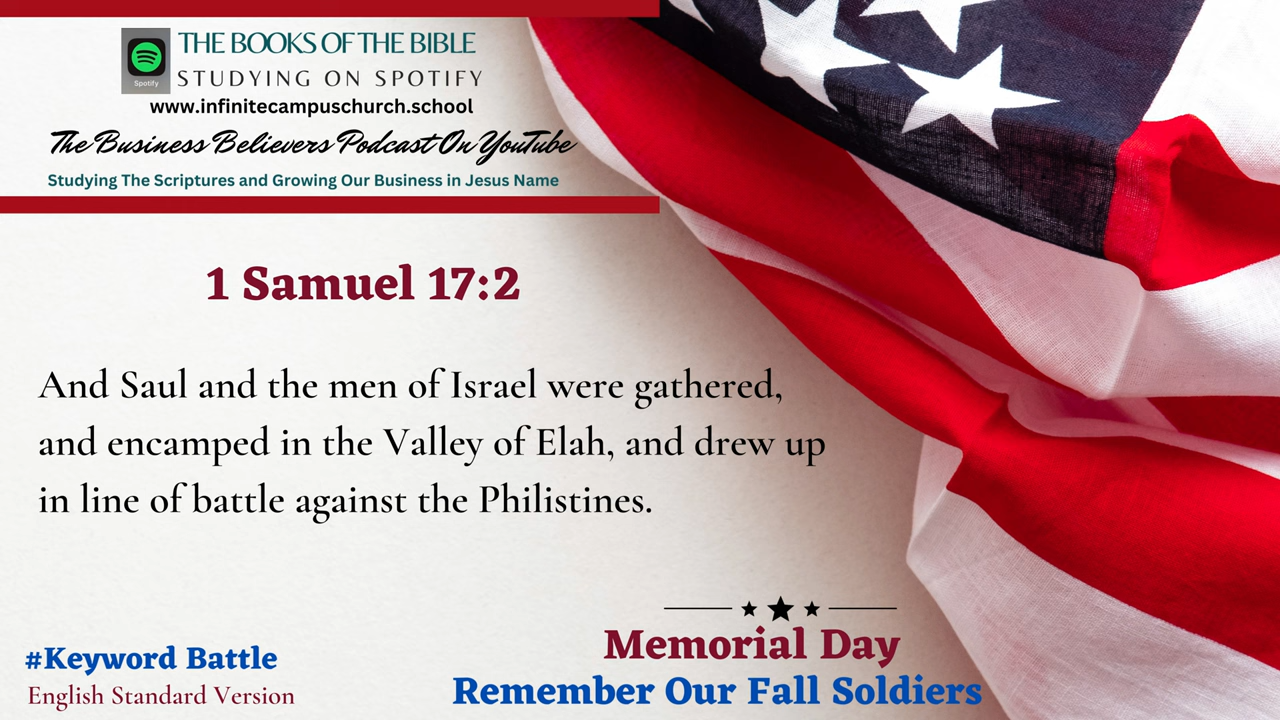 Spotify
THE BOOKS OF THE BIBLE
STUDYING ON SPOTIFY
www.infinitecampuschurch.school
The Business Believers Podcast On YouTube
Studying The Scriptures and Growing Our Business in Jesus Name
1 Samuel 17:2
And Saul and the men of Israel were gathered,
and encamped in the Valley of Elah, and drew up
in line of battle against the Philistines.
Memorial Day
Remember Our Fall Soldiers
#Keyword Battle
English Standard Version